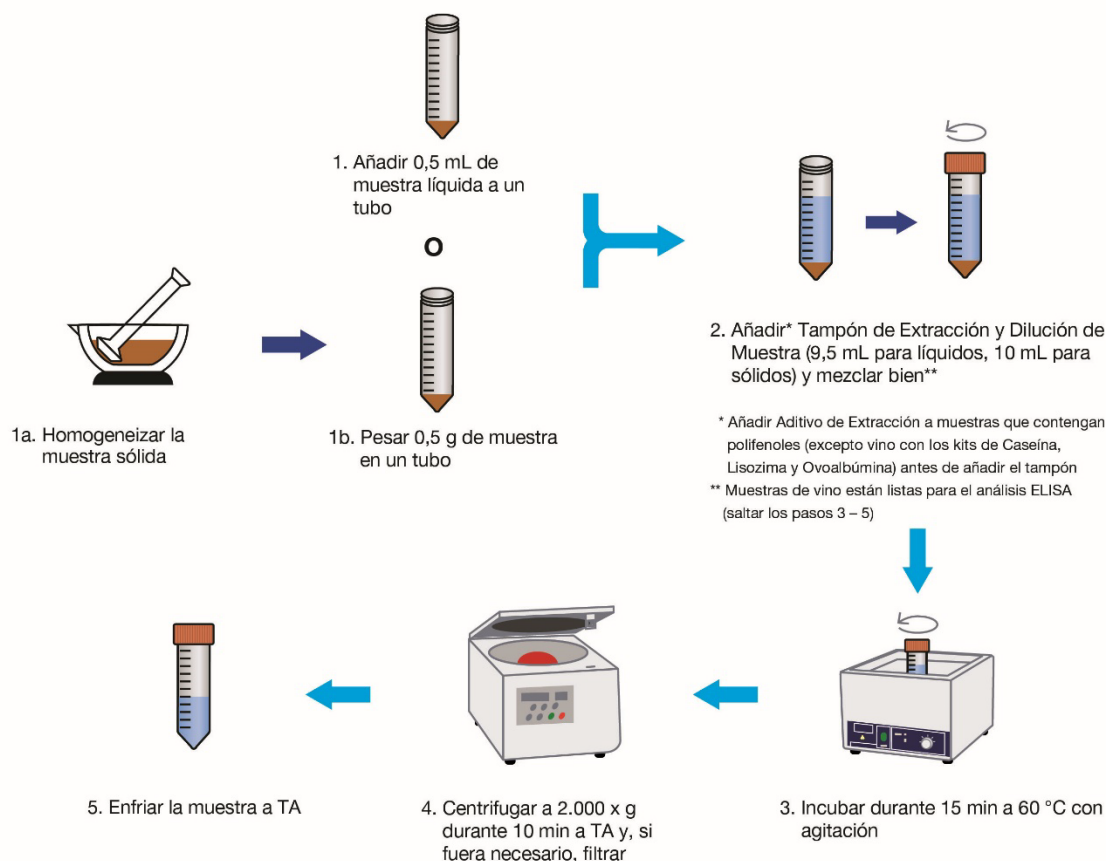 1. Añadir 0,5 mL de
muestra líquida a un
tubo
O
1a. Homogeneizar la
muestra sólida
1b. Pesar 0,5 g de muestra
en un tubo
2. Añadir* Tampón de Extracción y Dilución de
Muestra (9,5 mL para líquidos, 10 mL para
sólidos) y mezclar bien**
* Añadir Aditivo de Extracción a muestras que contengan
polifenoles (excepto vino con los kits de Caseína,
Lisozima y Ovoalbúmina) antes de añadir el tampón
** Muestras de vino están listas para el análisis ELISA
(saltar los pasos 3 – 5)
3. Incubar durante 15 min a 60 °C con
agitación
4. Centrifugar a 2.000 x g
durante 10 min a TA y, si
fuera necesario, filtrar
5. Enfriar la muestra a TA